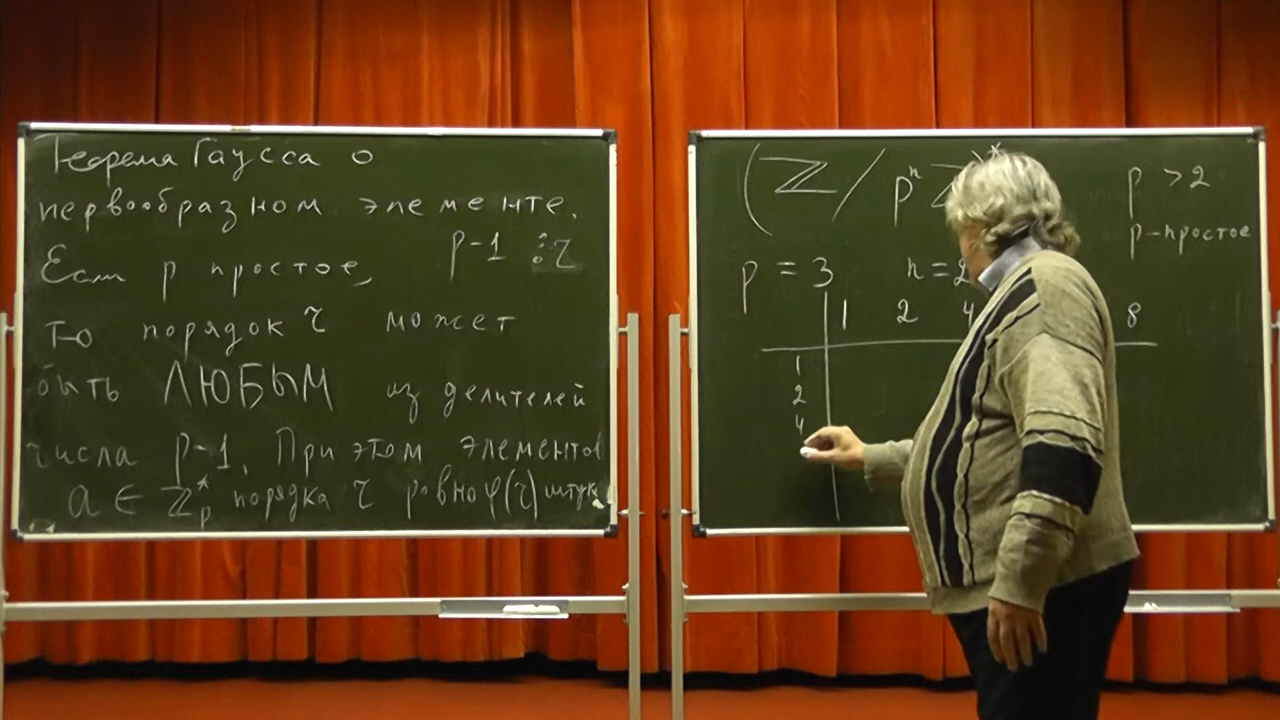 Теорема Гаусса о
первообразном элементе.
p-1 ⋮ τ
Если p простое,
то порядок τ может
быть ЛЮБЫМ из делителей
числа p-1. При этом элементов
a ∈ ℤ*ₚ порядка τ равно φ(τ) штук
(ℤ/pⁿℤ)* p >2
p-простое
p = 3 n=2
1 2 4 8
1
2
4